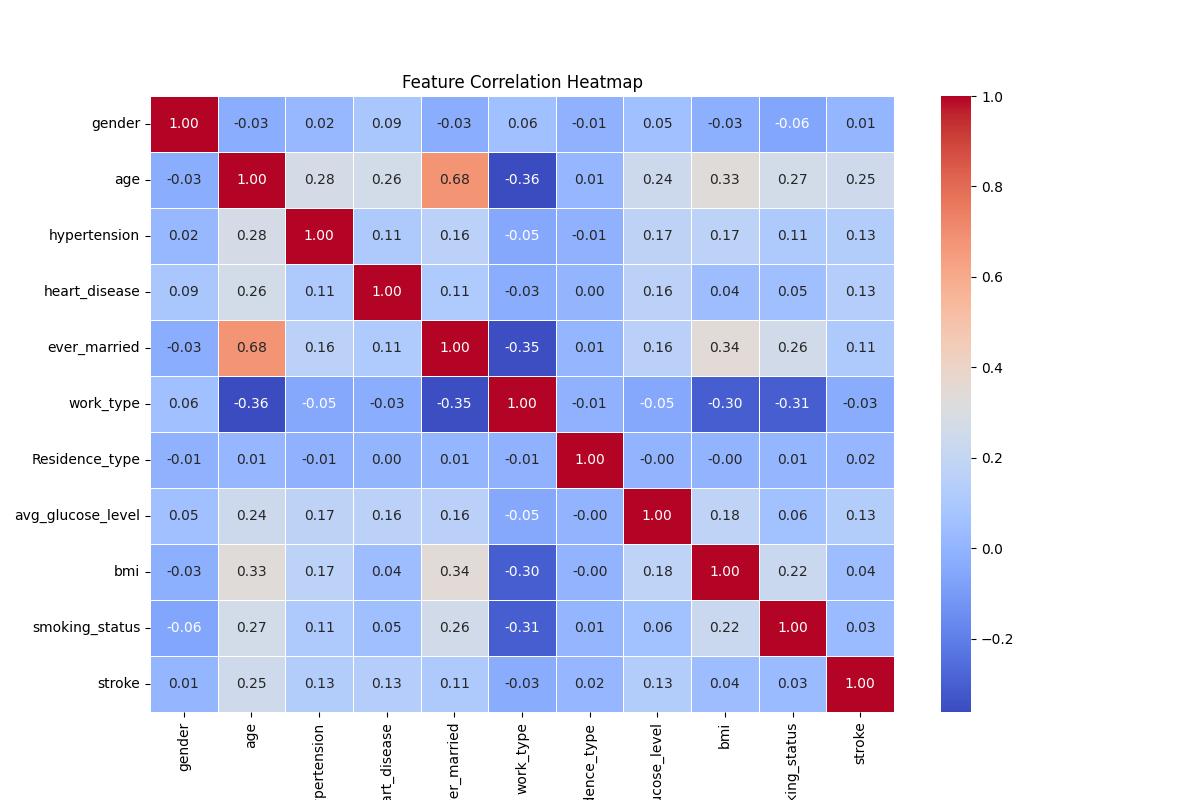 Feature Correlation Heatmap
gender 1.00 -0.03 0.02 0.09 -0.03 0.06 -0.01 0.05 -0.03 -0.06 0.01
age -0.03 1.00 0.28 0.26 0.68 -0.36 0.01 0.24 0.33 0.27 0.25
hypertension 0.02 0.28 1.00 0.11 0.16 -0.05 -0.01 0.17 0.17 0.11 0.13
heart_disease 0.09 0.26 0.11 1.00 0.11 -0.03 0.00 0.16 0.04 0.05 0.13
ever_married -0.03 0.68 0.16 0.11 1.00 -0.35 0.01 0.16 0.34 0.26 0.11
work_type 0.06 -0.36 -0.05 -0.03 -0.35 1.00 -0.01 -0.05 -0.30 -0.31 -0.03
Residence_type -0.01 0.01 -0.01 0.00 0.01 -0.01 1.00 -0.00 -0.00 0.01 0.02
avg_glucose_level 0.05 0.24 0.17 0.16 0.16 -0.05 -0.00 1.00 0.18 0.06 0.13
bmi -0.03 0.33 0.17 0.04 0.34 -0.30 -0.00 0.18 1.00 0.22 0.04
smoking_status -0.06 0.27 0.11 0.05 0.26 -0.31 0.01 0.06 0.22 1.00 0.03
stroke 0.01 0.25 0.13 0.13 0.11 -0.03 0.02 0.13 0.04 0.03 1.00
gender
age
pertension
art_disease
er_married
work_type
dence_type
ucose_level
bmi
king_status
stroke
1.0
0.8
0.6
0.4
0.2
0.0
−0.2